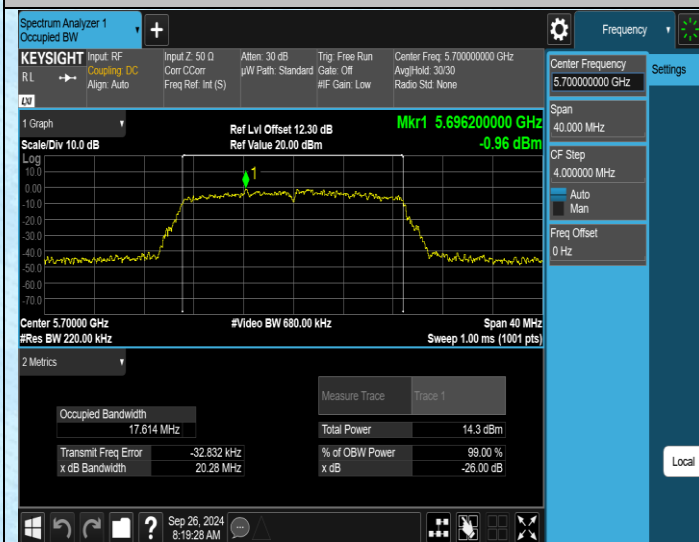 Spectrum Analyzer 1
Occupied BW
Frequency
KEYSIGHT
R L
LXI
Input: RF
Coupling: DC
Align: Auto
Input Z: 50 Ω
Corr CCorr
Freq Ref: Int (S)
Atten: 30 dB
µW Path: Standard
Trig: Free Run
Gate: Off
#IF Gain: Low
Center Freq: 5.700000000 GHz
Avg|Hold: 30/30
Radio Std: None
Center Frequency
5.700000000 GHz
Settings
Span
40.000 MHz
CF Step
4.000000 MHz
Auto
Man
Freq Offset
0 Hz
Local
1 Graph
Scale/Div 10.0 dB
Ref Lvl Offset 12.30 dB
Ref Value 20.00 dBm
Mkr1 5.696200000 GHz
-0.96 dBm
Log
10.0
0.00
-10.0
-20.0
-30.0
-40.0
-50.0
-60.0
-70.0
1
Center 5.70000 GHz
#Video BW 680.00 kHz
Span 40 MHz
#Res BW 220.00 kHz
Sweep 1.00 ms (1001 pts)
2 Metrics
Measure Trace
Trace 1
Occupied Bandwidth
17.614 MHz
Total Power
14.3 dBm
Transmit Freq Error
-32.832 kHz
% of OBW Power
99.00 %
x dB Bandwidth
20.28 MHz
x dB
-26.00 dB
?
Sep 26, 2024
8:19:28 AM